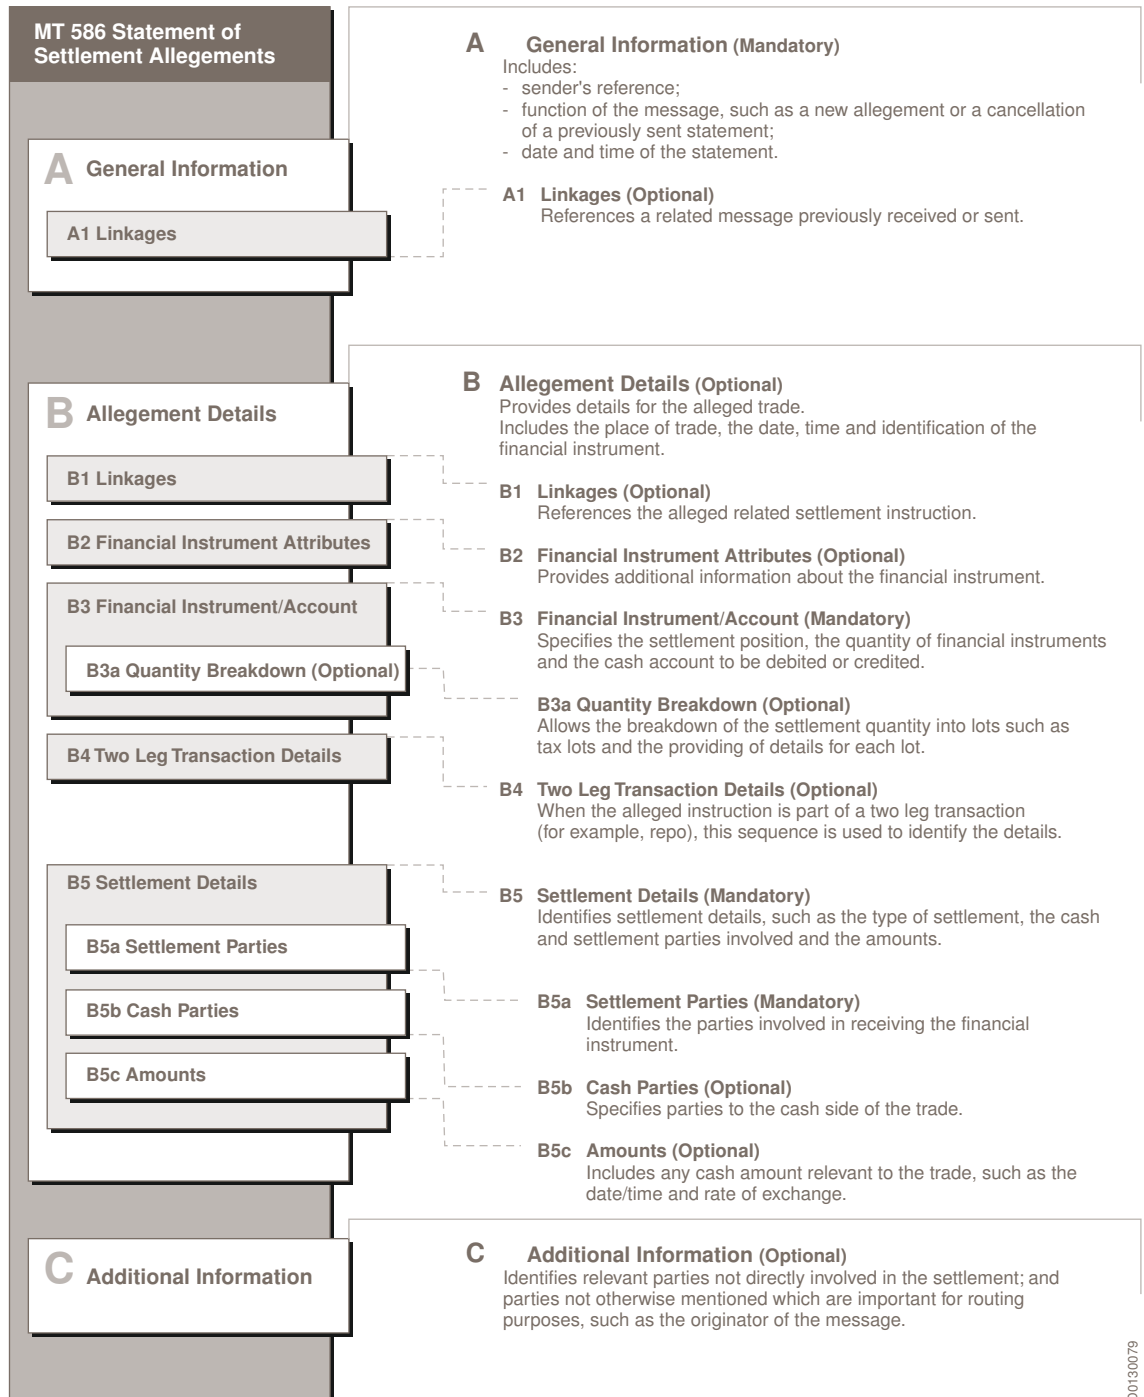 MT 586 Statement of
Settlement Allegements
A General Information
A1 Linkages
B Allegement Details
B1 Linkages
B2 Financial Instrument Attributes
B3 Financial Instrument/Account
B3a Quantity Breakdown (Optional)
B4 Two Leg Transaction Details
B5 Settlement Details
B5a Settlement Parties
B5b Cash Parties
B5c Amounts
C Additional Information
A General Information (Mandatory)
Includes:
- sender's reference;
- function of the message, such as a new allegement or a cancellation
of a previously sent statement;
- date and time of the statement.
A1 Linkages (Optional)
References a related message previously received or sent.
B Allegement Details (Optional)
Provides details for the alleged trade.
Includes the place of trade, the date, time and identification of the
financial instrument.
B1 Linkages (Optional)
References the alleged related settlement instruction.
B2 Financial Instrument Attributes (Optional)
Provides additional information about the financial instrument.
B3 Financial Instrument/Account (Mandatory)
Specifies the settlement position, the quantity of financial instruments
and the cash account to be debited or credited.
B3a Quantity Breakdown (Optional)
Allows the breakdown of the settlement quantity into lots such as
tax lots and the providing of details for each lot.
B4 Two Leg Transaction Details (Optional)
When the alleged instruction is part of a two leg transaction
(for example, repo), this sequence is used to identify the details.
B5 Settlement Details (Mandatory)
Identifies settlement details, such as the type of settlement, the cash
and settlement parties involved and the amounts.
B5a Settlement Parties (Mandatory)
Identifies the parties involved in receiving the financial
instrument.
B5b Cash Parties (Optional)
Specifies parties to the cash side of the trade.
B5c Amounts (Optional)
Includes any cash amount relevant to the trade, such as the
date/time and rate of exchange.
C Additional Information (Optional)
Identifies relevant parties not directly involved in the settlement; and
parties not otherwise mentioned which are important for routing
purposes, such as the originator of the message.